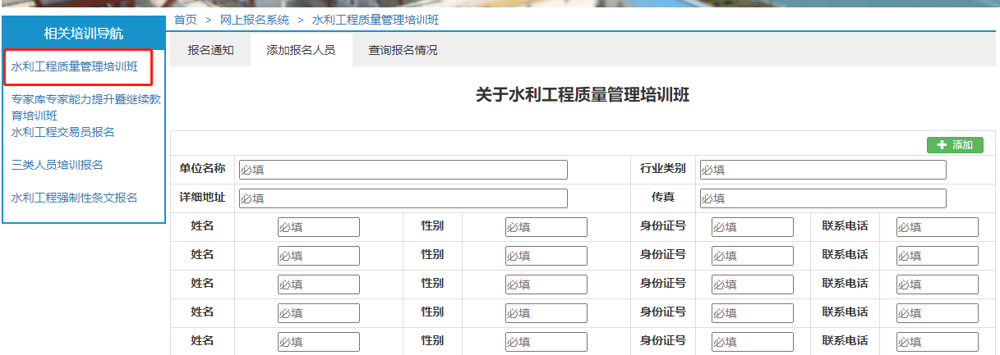 首页 > 网上报名系统 > 水利工程质量管理培训班
相关培训导航
水利工程质量管理培训班
专家库专家能力提升暨继续教
育培训班
水利工程交易员报名
三类人员培训报名
水利工程强制性条文报名
报名通知 添加报名人员 查询报名情况
关于水利工程质量管理培训班
添加
单位名称 必填 行业类别 必填
详细地址 必填 传真 必填
姓名 必填 性别 必填 身份证号 必填 联系电话 必填
姓名 必填 性别 必填 身份证号 必填 联系电话 必填
姓名 必填 性别 必填 身份证号 必填 联系电话 必填
姓名 必填 性别 必填 身份证号 必填 联系电话 必填
姓名 必填 性别 必填 身份证号 必填 联系电话 必填